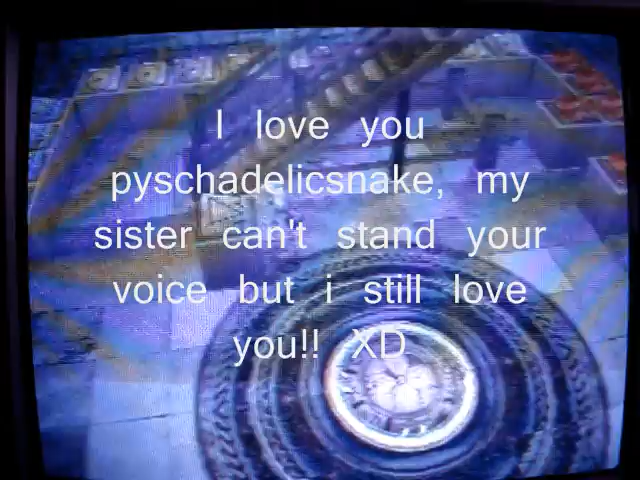 I love you
pyschadelicsnake, my
sister can't stand your
voice but i still love
you!! XD